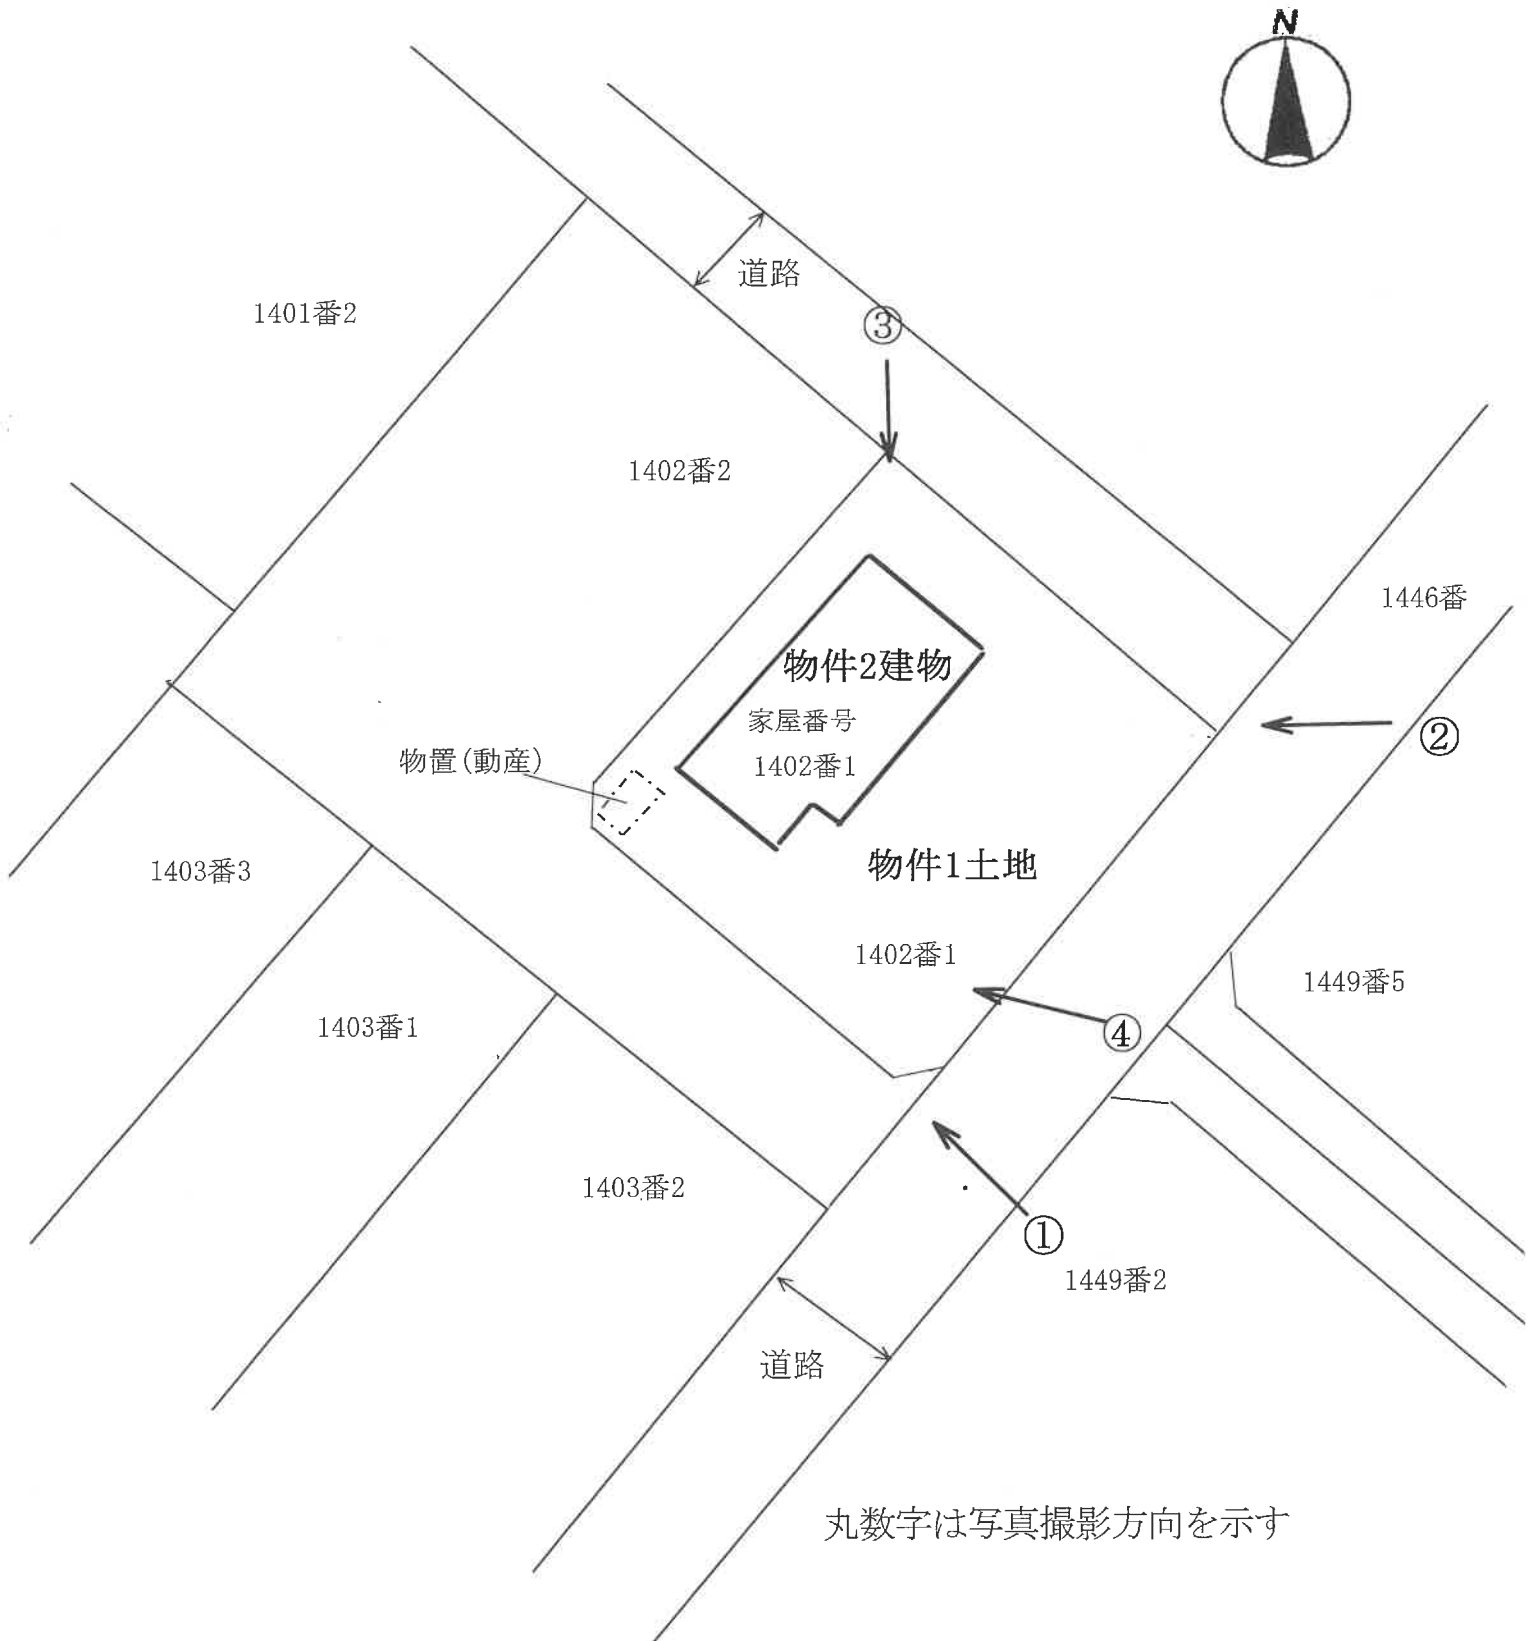 N
道路
1401番2
③
1402番2
1446番
物件2建物
家屋番号
1402番1
②
物置(動産)
物件1土地
1403番3
1402番1
1449番5
1403番1
④
1403番2
①
1449番2
道路
丸数字は写真撮影方向を示す